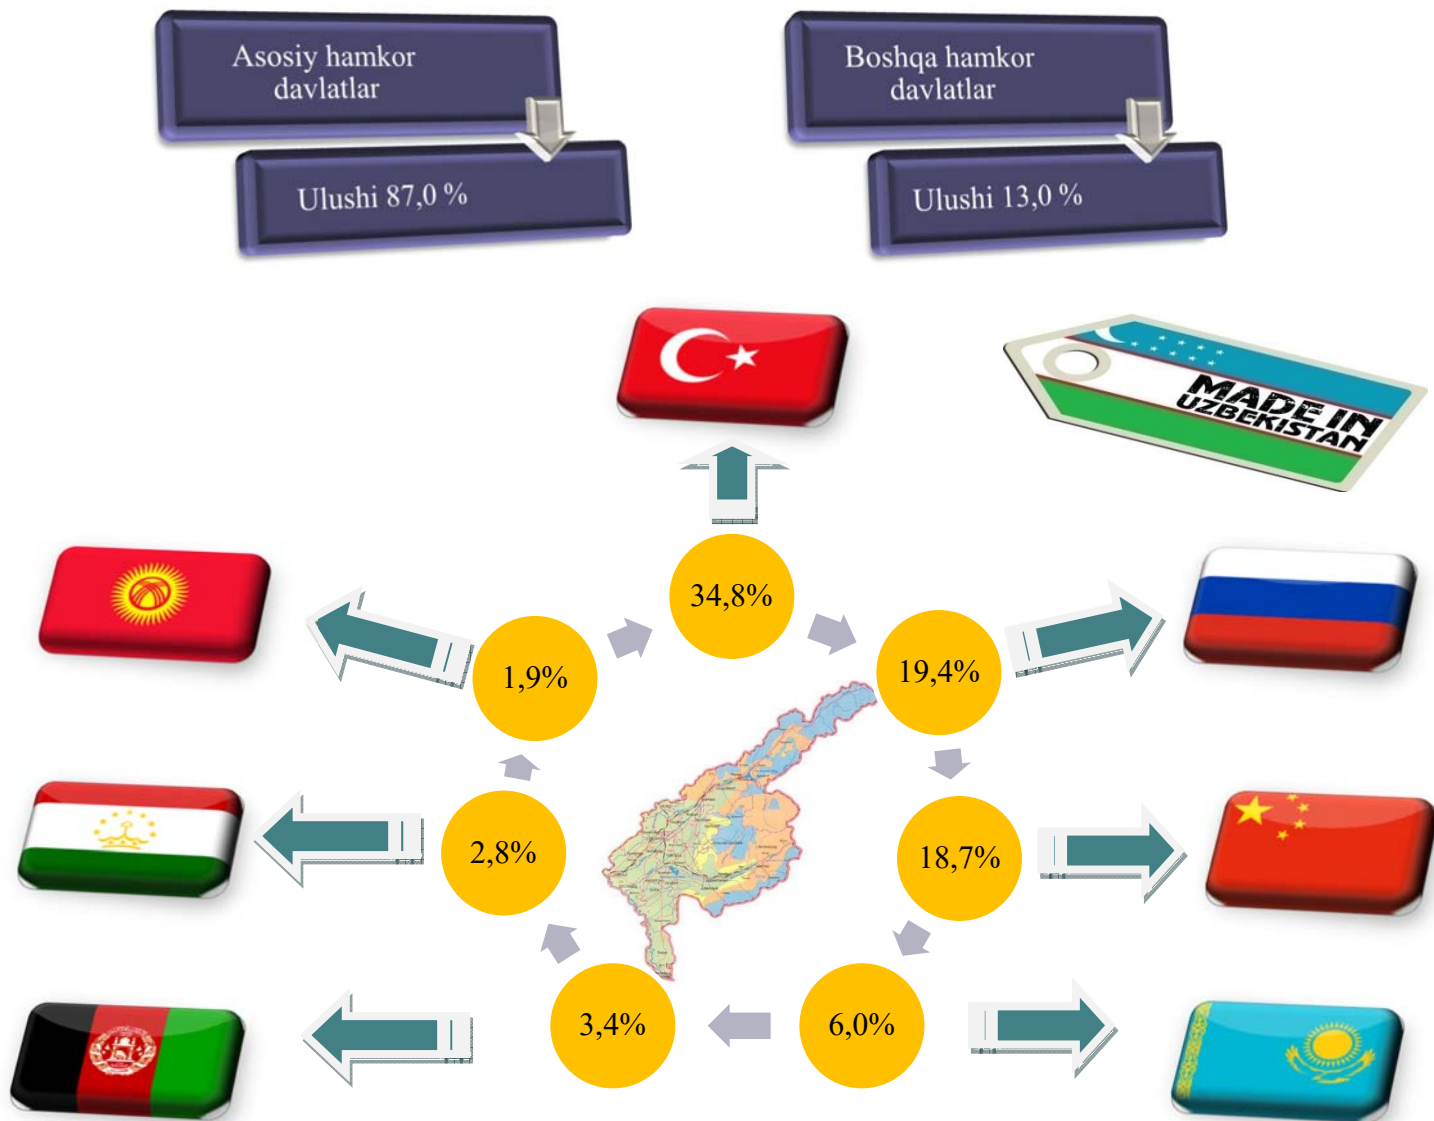 Asosiy hamkor
davlatlar
Boshqa hamkor
davlatlar
Ulushi 87,0 %
Ulushi 13,0 %
MADE IN
UZBEKISTAN
34,8%
19,4%
1,9%
2,8%
18,7%
3,4%
6,0%